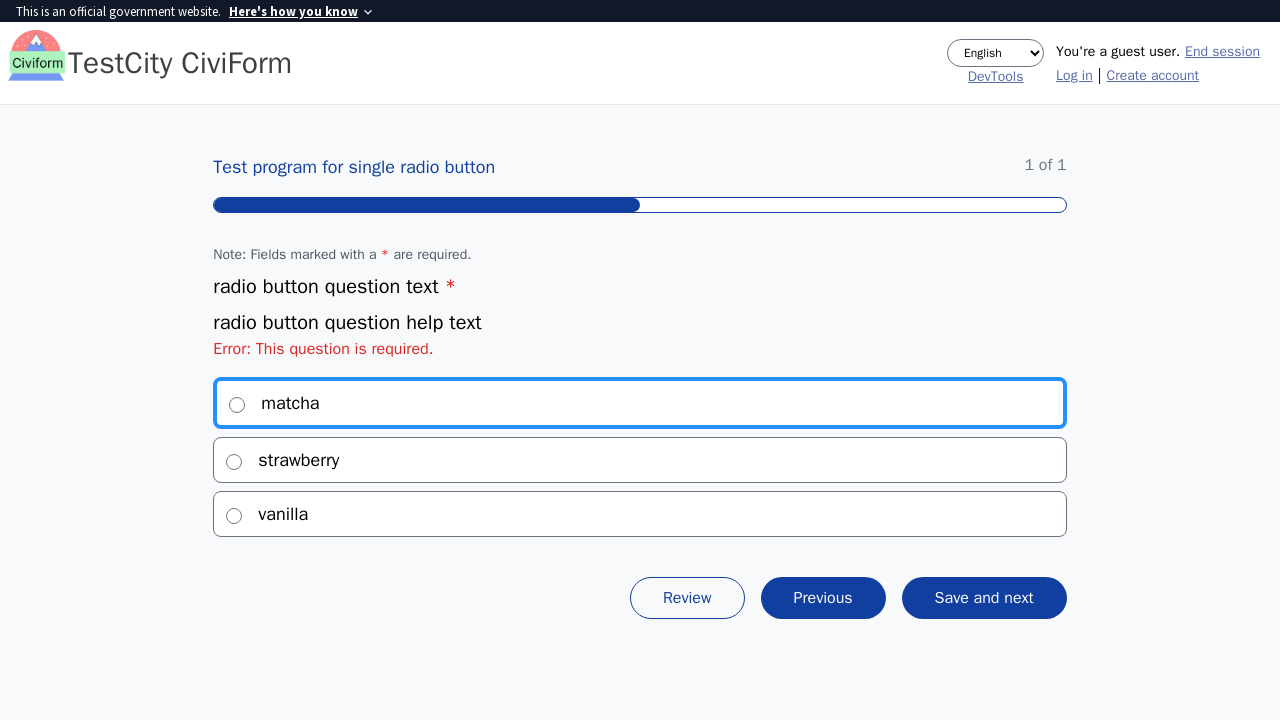 This is an official government website. Here's how you know
Civiform
TestCity CiviForm
English
DevTools
You're a guest user. End session
Log in | Create account
Test program for single radio button
1 of 1
Note: Fields marked with a * are required.
radio button question text *
radio button question help text
Error: This question is required.
matcha
strawberry
vanilla
Review
Previous
Save and next